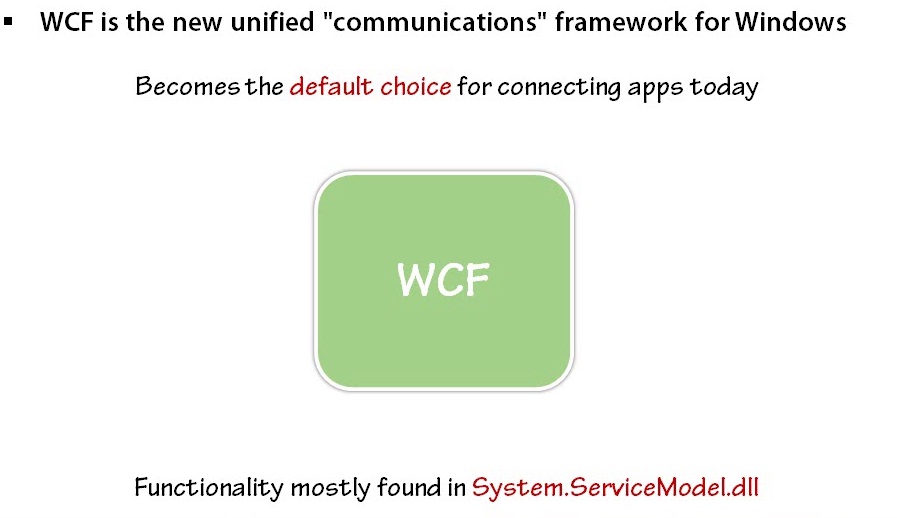 ▪ WCF is the new unified "communications" framework for Windows
Becomes the default choice for connecting apps today
WCF
Functionality mostly found in System.ServiceModel.dll